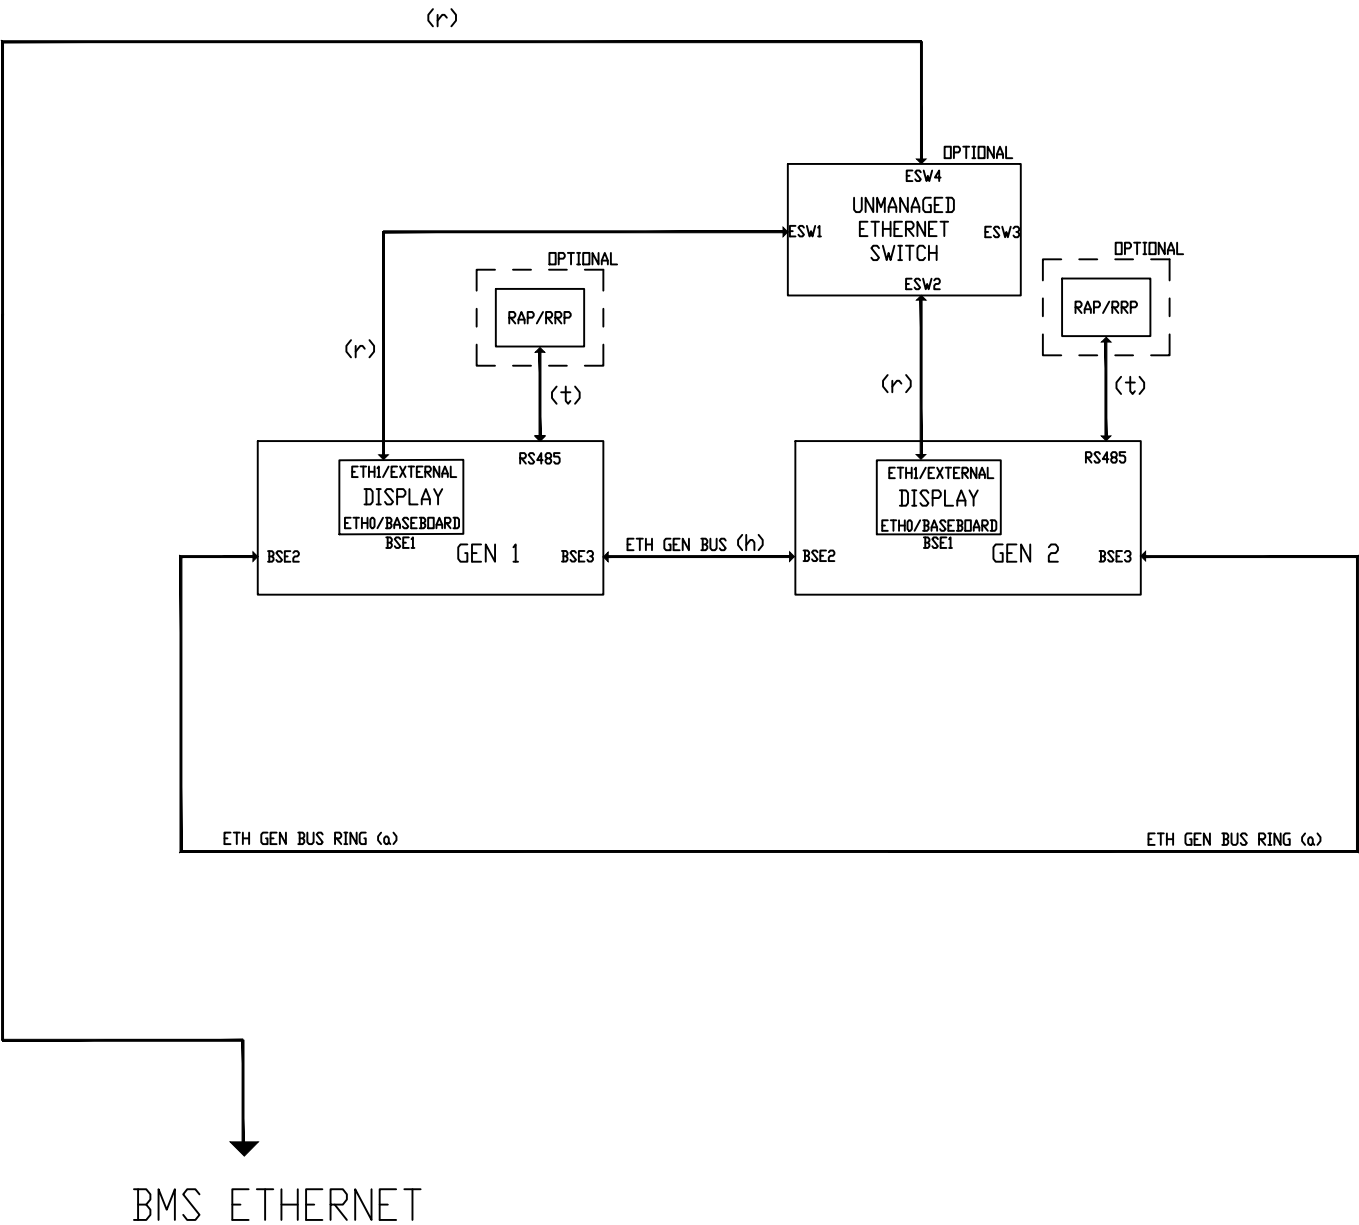 (r)
OPTIONAL
ESW4
UNMANAGED
ETHERNET
SWITCH
ESW1
ESW3
ESW2
OPTIONAL
RAP/RRP
OPTIONAL
RAP/RRP
(r)
(t)
(r)
(t)
RS485
ETH1/EXTERNAL
DISPLAY
ETH0/BASEBOARD
BSE1
GEN 1
BSE2
BSE3
ETH GEN BUS (h)
RS485
ETH1/EXTERNAL
DISPLAY
ETH0/BASEBOARD
BSE1
GEN 2
BSE2
BSE3
ETH GEN BUS RING (a)
ETH GEN BUS RING (a)
BMS ETHERNET